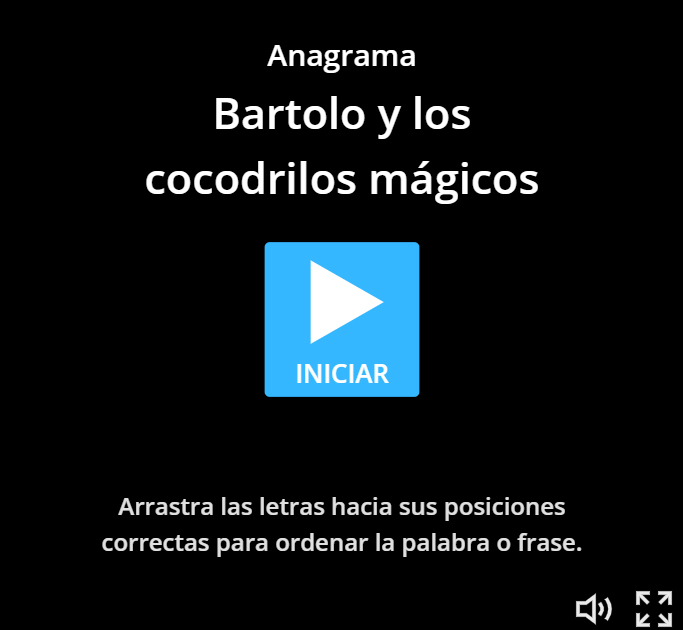 Anagrama
Bartolo y los
cocodrilos mágicos
INICIAR
Arrastra las letras hacia sus posiciones
correctas para ordenar la palabra o frase.